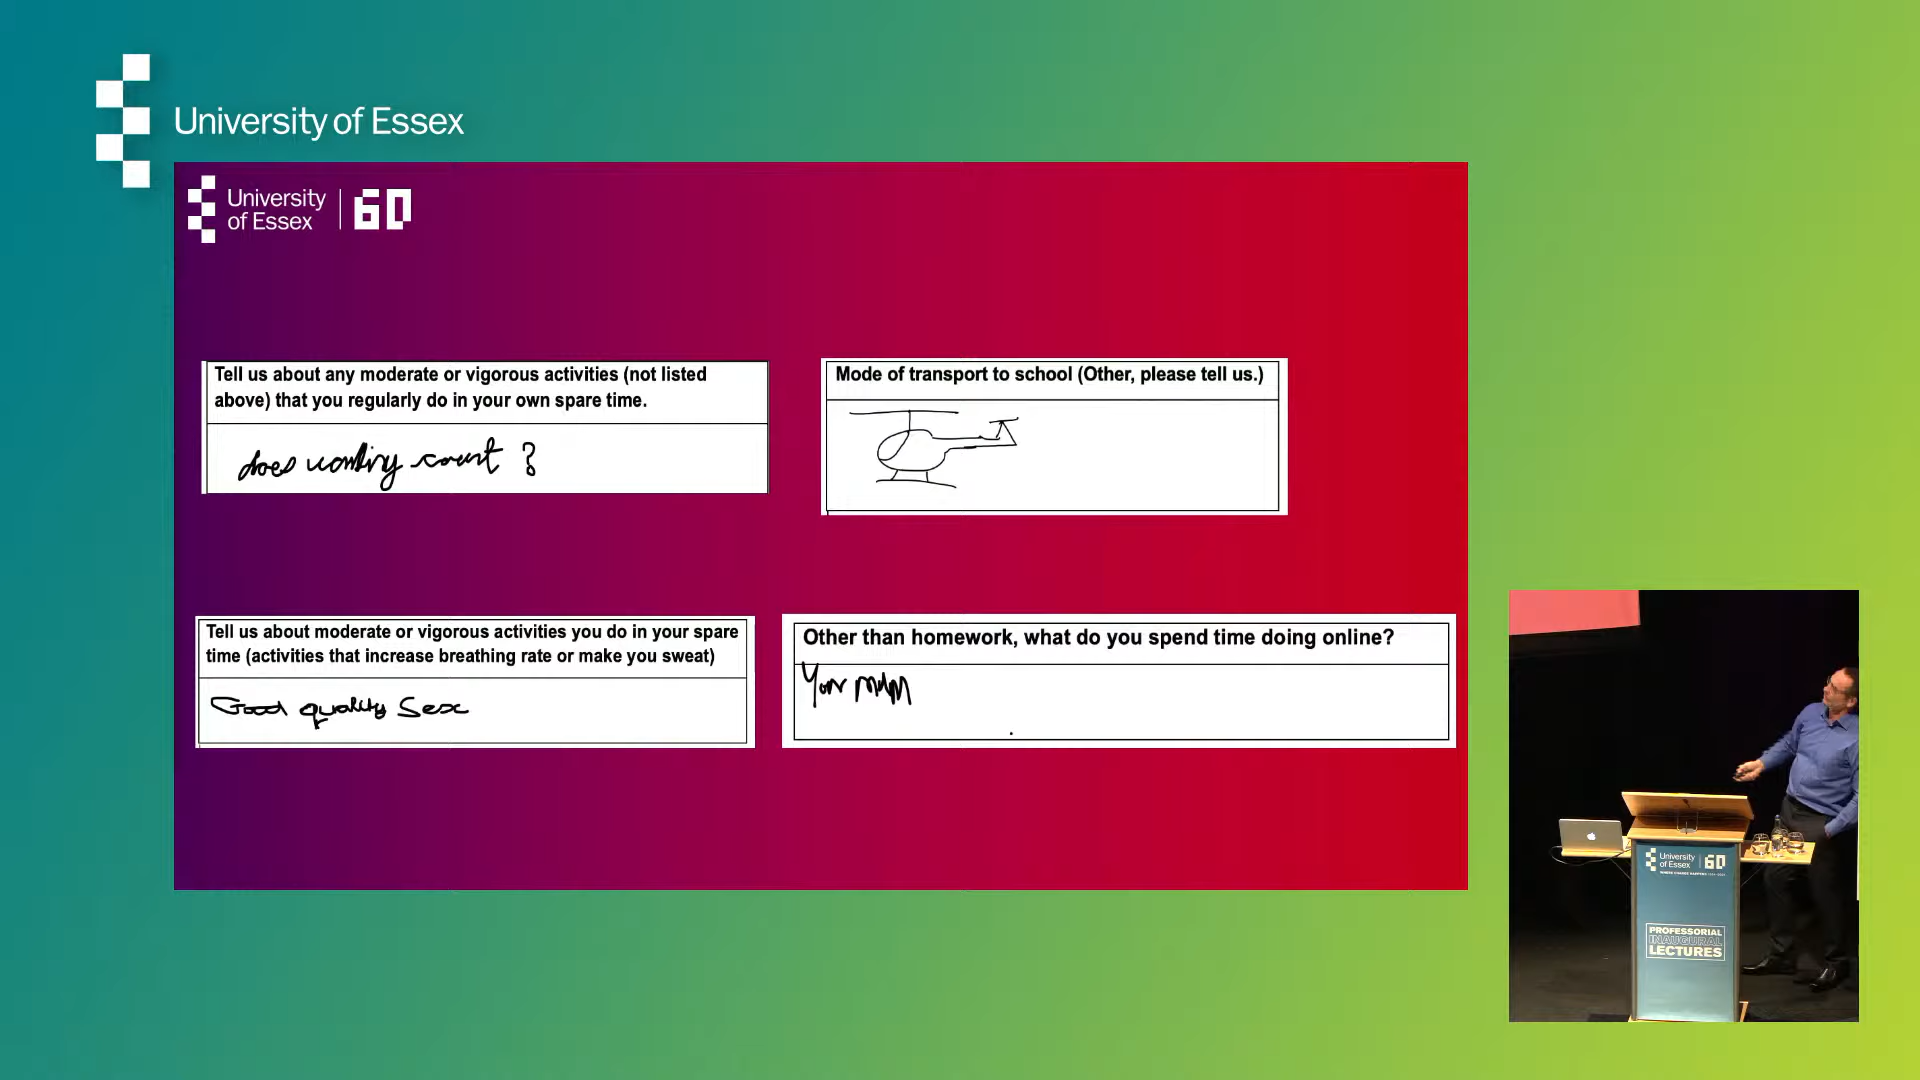 University of Essex
University
of Essex
60
Tell us about any moderate or vigorous activities (not listed
above) that you regularly do in your own spare time.
does wanking count ?
Mode of transport to school (Other, please tell us.)
Tell us about moderate or vigorous activities you do in your spare
time (activities that increase breathing rate or make you sweat)
Good quality Sex
Other than homework, what do you spend time doing online?
Your mum
University
of Essex
60
PROFESSORIAL
INAUGURAL
LECTURES